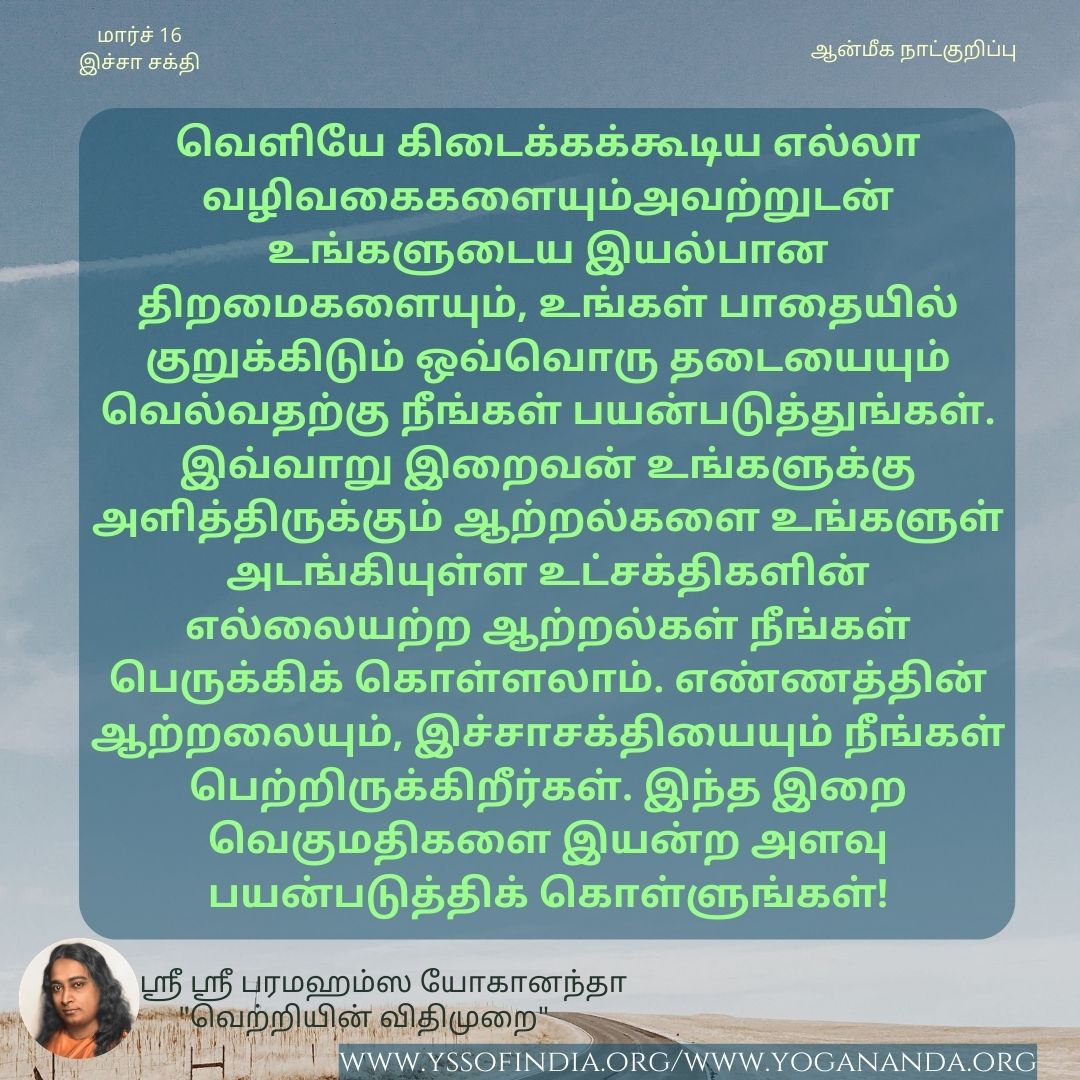 மார்ச் 16
இச்சா சக்தி
ஆன்மீக நாட்குறிப்பு
வெளியே கிடைக்கக்கூடிய எல்லா
வழிவகைகளையும்அவற்றுடன்
உங்களுடைய இயல்பான
திறமைகளையும், உங்கள் பாதையில்
குறுக்கிடும் ஒவ்வொரு தடையையும்
வெல்வதற்கு நீங்கள் பயன்படுத்துங்கள்.
இவ்வாறு இறைவன் உங்களுக்கு
அளித்திருக்கும் ஆற்றல்களை உங்களுள்
அடங்கியுள்ள உட்சக்திகளின்
எல்லையற்ற ஆற்றல்கள் நீங்கள்
பெருக்கிக் கொள்ளலாம். எண்ணத்தின்
ஆற்றலையும், இச்சாசக்தியையும் நீங்கள்
பெற்றிருக்கிறீர்கள். இந்த இறை
வெகுமதிகளை இயன்ற அளவு
பயன்படுத்திக் கொள்ளுங்கள்!
ஸ்ரீ ஸ்ரீ பரமஹம்ஸ யோகானந்தா
"வெற்றியின் விதிமுறை"
WWW.YSSOFINDIA.ORG/WWW.YOGANANDA.ORG